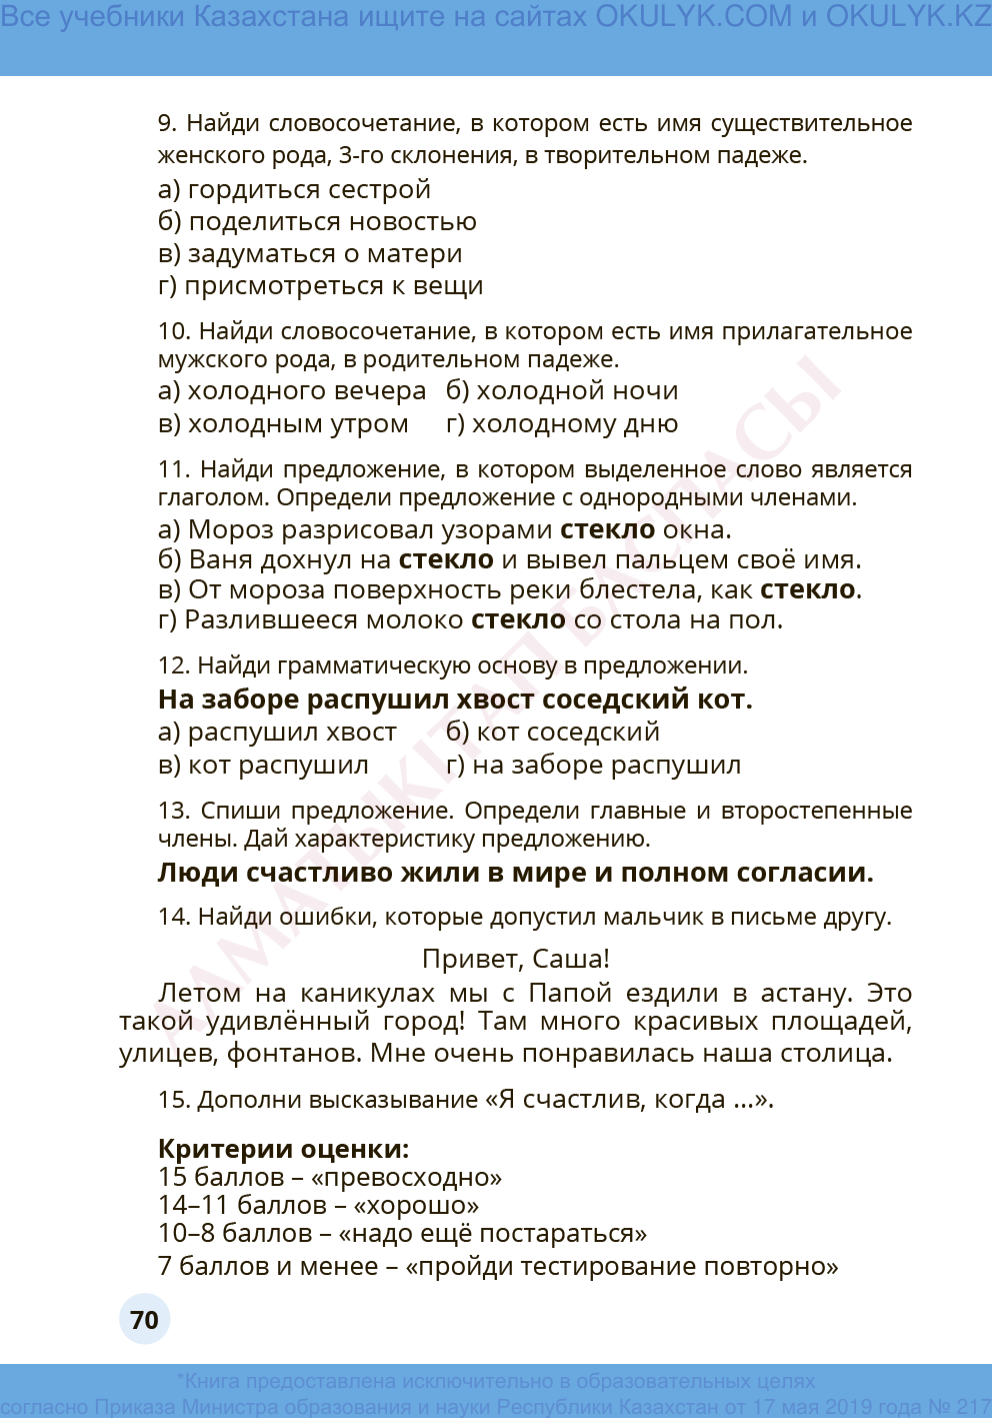 Все учебники Казахстана ищите на сайтах OKULYK.COM и OKULYK.KZ
9. Найди словосочетание, в котором есть имя существительное
женского рода, 3-го склонения, в творительном падеже.
а) гордиться сестрой
б) поделиться новостью
в) задуматься о матери
г) присмотреться к вещи
10. Найди словосочетание, в котором есть имя прилагательное
мужского рода, в родительном падеже.
а) холодного вечера б) холодной ночи
в) холодным утром г) холодному дню
11. Найди предложение, в котором выделенное слово является
глаголом. Определи предложение с однородными членами.
а) Мороз разрисовал узорами стекло окна.
б) Ваня дохнул на стекло и вывел пальцем своё имя.
в) От мороза поверхность реки блестела, как стекло.
г) Разлившееся молоко стекло со стола на пол.
12. Найди грамматическую основу в предложении.
На заборе распушил хвост соседский кот.
а) распушил хвост б) кот соседский
в) кот распушил г) на заборе распушил
13. Спиши предложение. Определи главные и второстепенные
члены. Дай характеристику предложению.
Люди счастливо жили в мире и полном согласии.
14. Найди ошибки, которые допустил мальчик в письме другу.
Привет, Саша!
Летом на каникулах мы с Папой ездили в астану. Это
такой удивлённый город! Там много красивых площадей,
улицев, фонтанов. Мне очень понравилась наша столица.
15. Дополни высказывание «Я счастлив, когда ...».
Критерии оценки:
15 баллов – «превосходно»
14–11 баллов – «хорошо»
10–8 баллов – «надо ещё постараться»
7 баллов и менее – «пройди тестирование повторно»
70
АЛМАТЫКІТАП БАСПАСЫ
*Книга предоставлена исключительно в образовательных целях
согласно Приказа Министра образования и науки Республики Казахстан от 17 мая 2019 года № 217